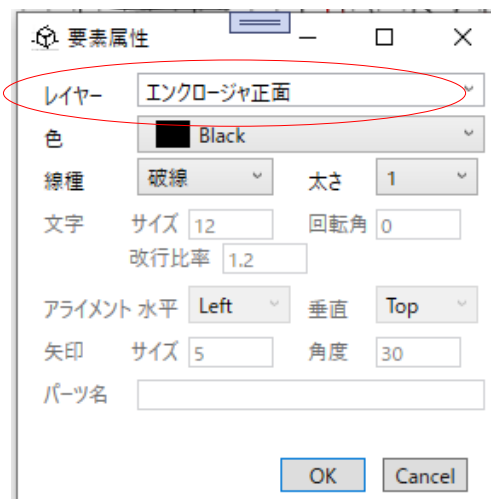 要素属性
レイヤー エンクロージャ正面
色 Black
線種 破線 太さ 1
文字 サイズ 12 回転角 0
改行比率 1.2
アライメント 水平 Left 垂直 Top
矢印 サイズ 5 角度 30
パーツ名
OK Cancel